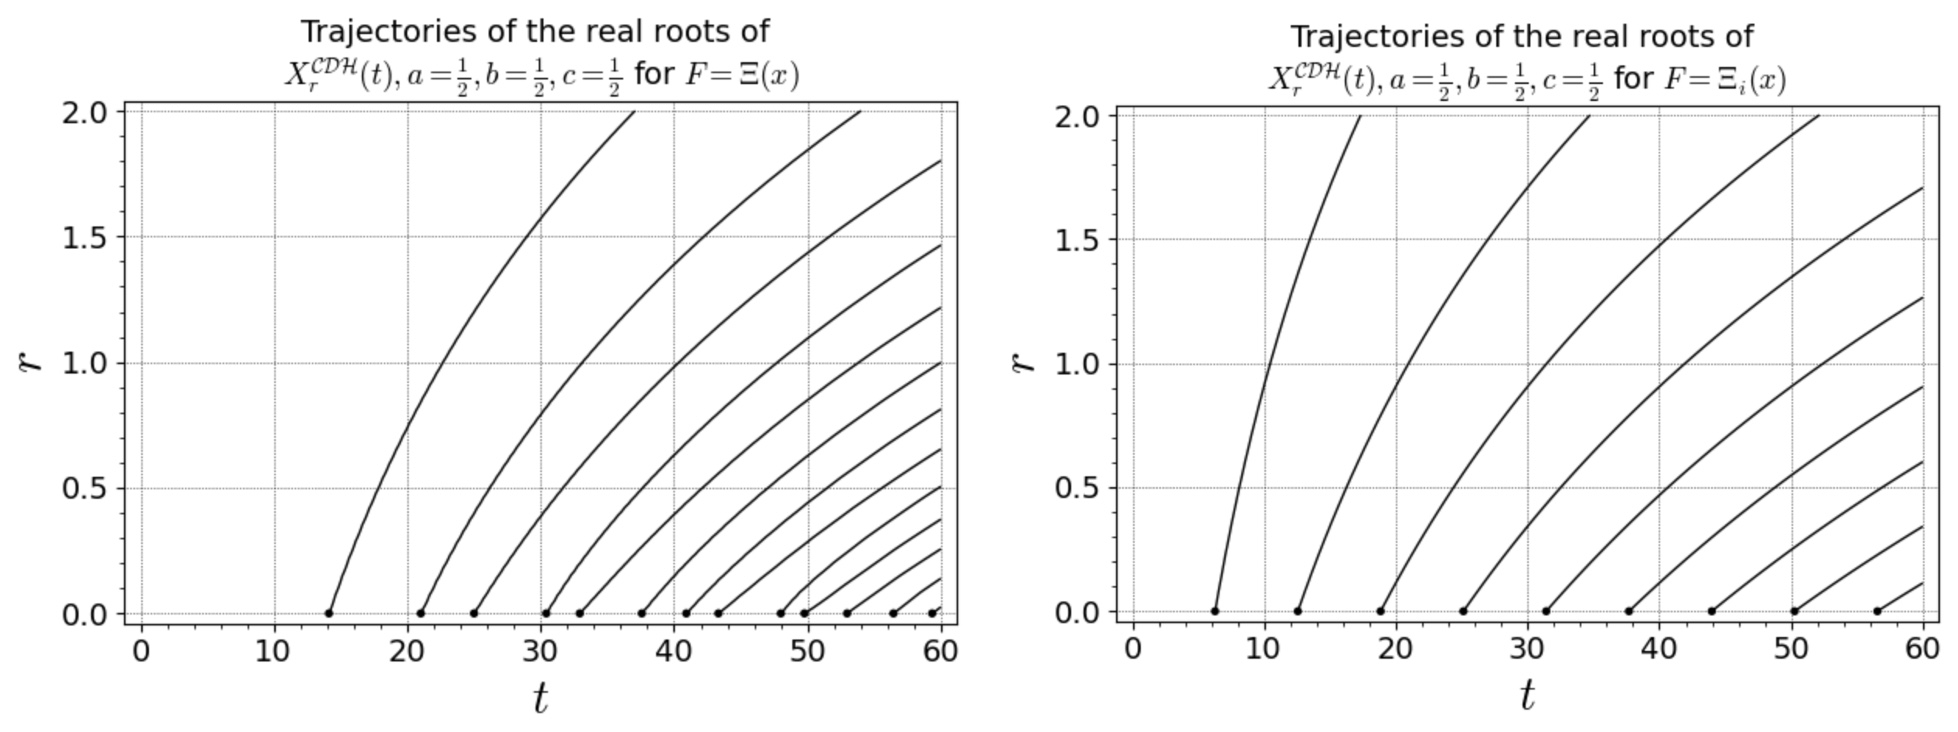 Trajectories of the real roots of
X_r^{𝒞𝒟ℋ}(t), a = 1/2, b = 1/2, c = 1/2 for F = Ξ(x)
2.0
1.5
1.0
0.5
0.0
r
0 10 20 30 40 50 60
t
Trajectories of the real roots of
X_r^{𝒞𝒟ℋ}(t), a = 1/2, b = 1/2, c = 1/2 for F = Ξ_i(x)
2.0
1.5
1.0
0.5
0.0
r
0 10 20 30 40 50 60
t